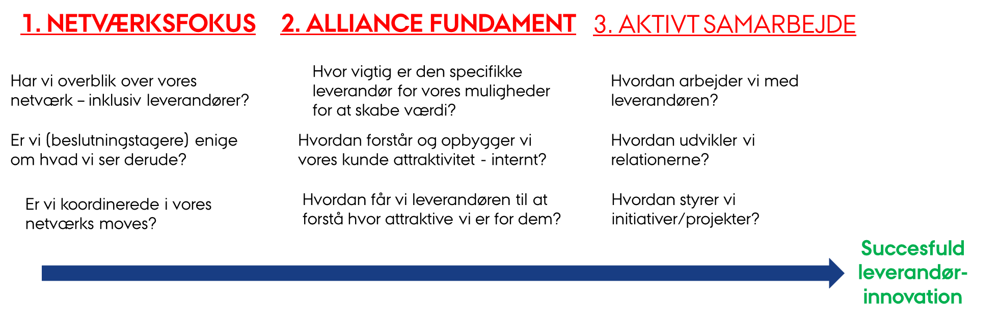 1. NETVÆRKSFOKUS
Har vi overblik over vores
netværk – inklusiv leverandører?
Er vi (beslutningstagere) enige
om hvad vi ser derude?
Er vi koordinerede i vores
netværks moves?
2. ALLIANCE FUNDAMENT
Hvor vigtig er den specifikke
leverandør for vores muligheder
for at skabe værdi?
Hvordan forstår og opbygger vi
vores kunde attraktivitet - internt?
Hvordan får vi leverandøren til at
forstå hvor attraktive vi er for dem?
3. AKTIVT SAMARBEJDE
Hvordan arbejder vi med
leverandøren?
Hvordan udvikler vi
relationerne?
Hvordan styrer vi
initiativer/projekter?
Succesfuld
leverandør-
innovation